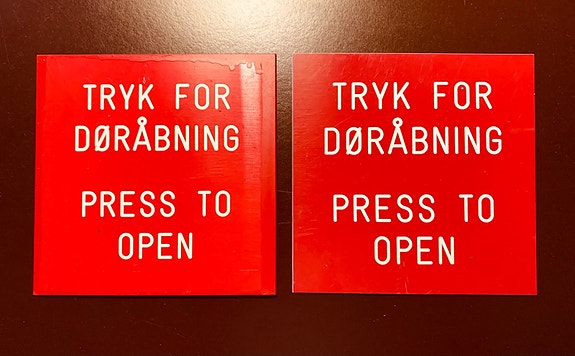 TRYK FOR
DØRÅBNING
PRESS TO
OPEN
TRYK FOR
DØRÅBNING
PRESS TO
OPEN